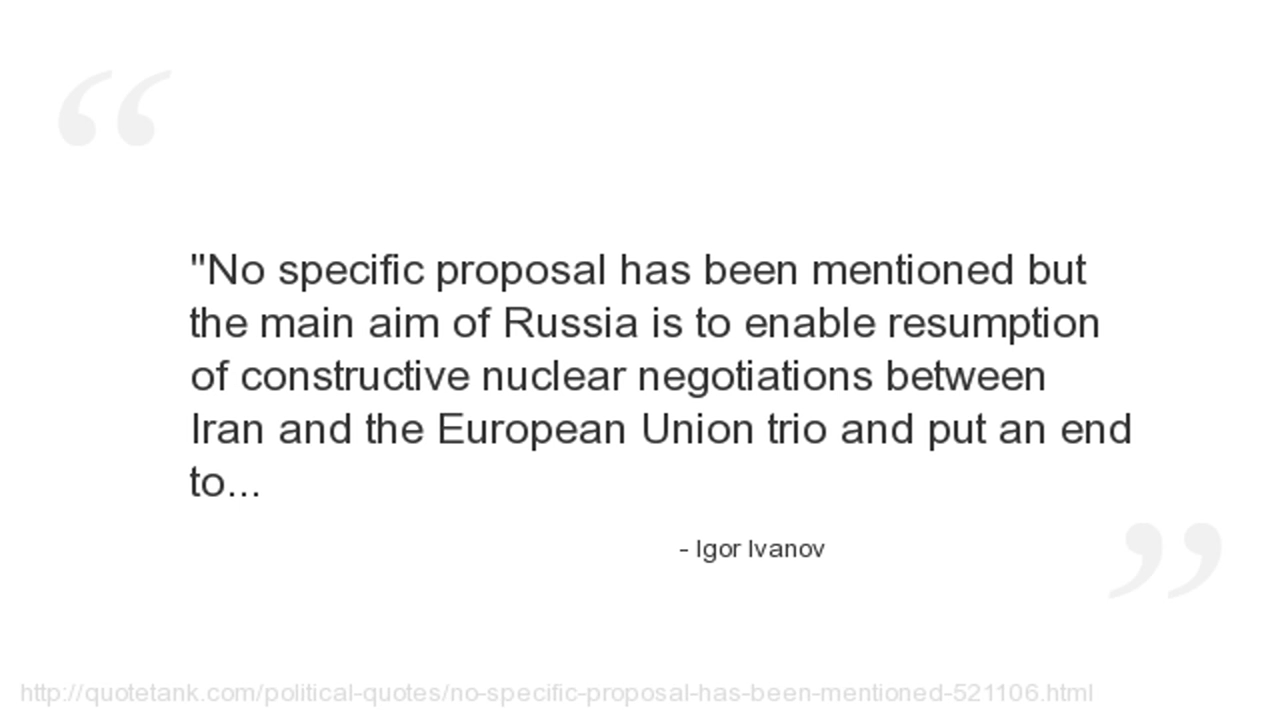 "No specific proposal has been mentioned but
the main aim of Russia is to enable resumption
of constructive nuclear negotiations between
Iran and the European Union trio and put an end
to...
- Igor Ivanov
http://quotetank.com/political-quotes/no-specific-proposal-has-been-mentioned-521106.html